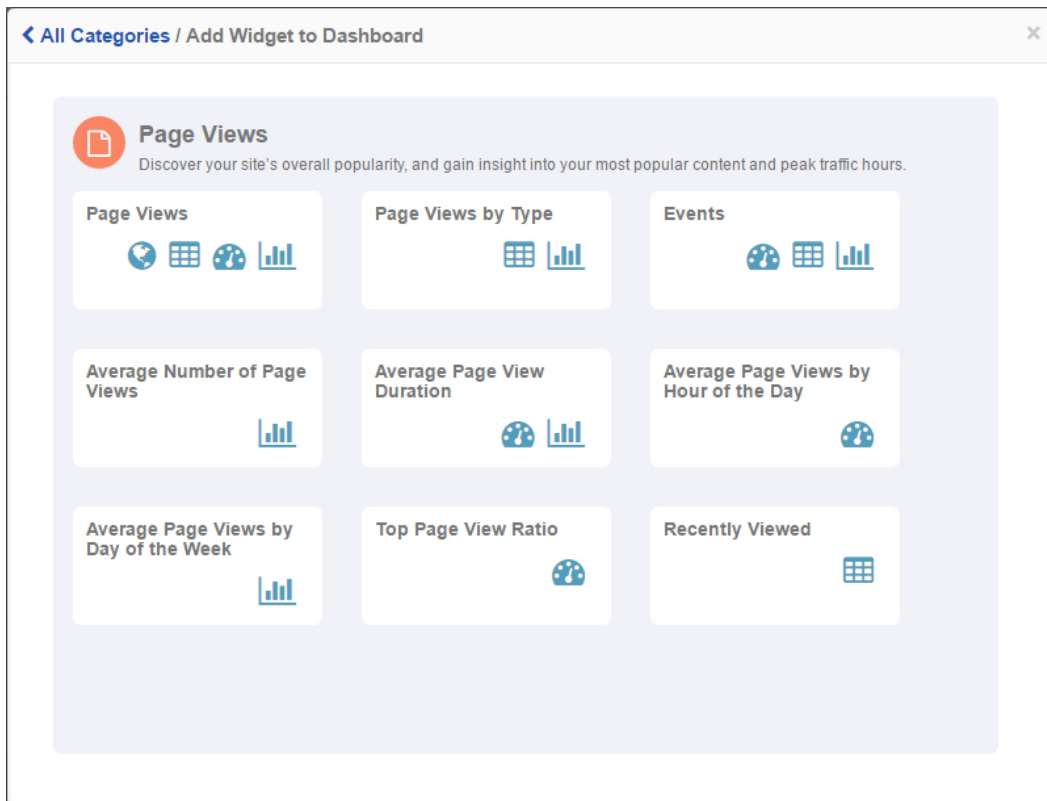 All Categories / Add Widget to Dashboard
Page Views
Discover your site's overall popularity, and gain insight into your most popular content and peak traffic hours.
Page Views
Page Views by Type
Events
Average Number of Page
Views
Average Page View
Duration
Average Page Views by
Hour of the Day
Average Page Views by
Day of the Week
Top Page View Ratio
Recently Viewed